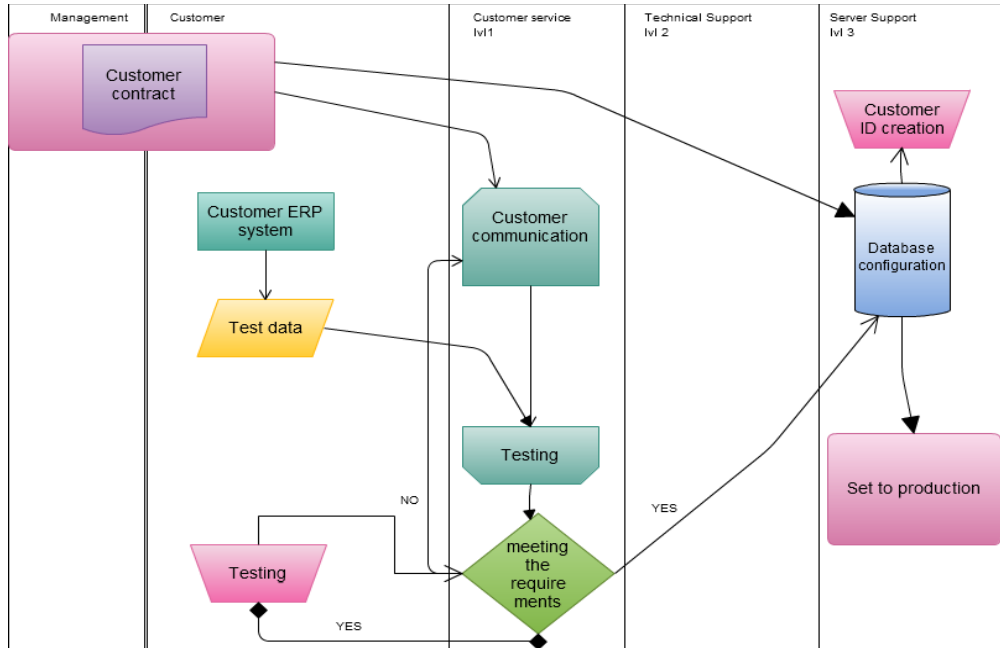 Management
Customer
Customer service
lvl1
Technical Support
lvl 2
Server Support
lvl 3
Customer
contract
Customer
ID creation
Customer ERP
system
Customer
communication
Database
configuration
Test data
Testing
Set to production
NO
YES
meeting
the
require
ments
Testing
YES